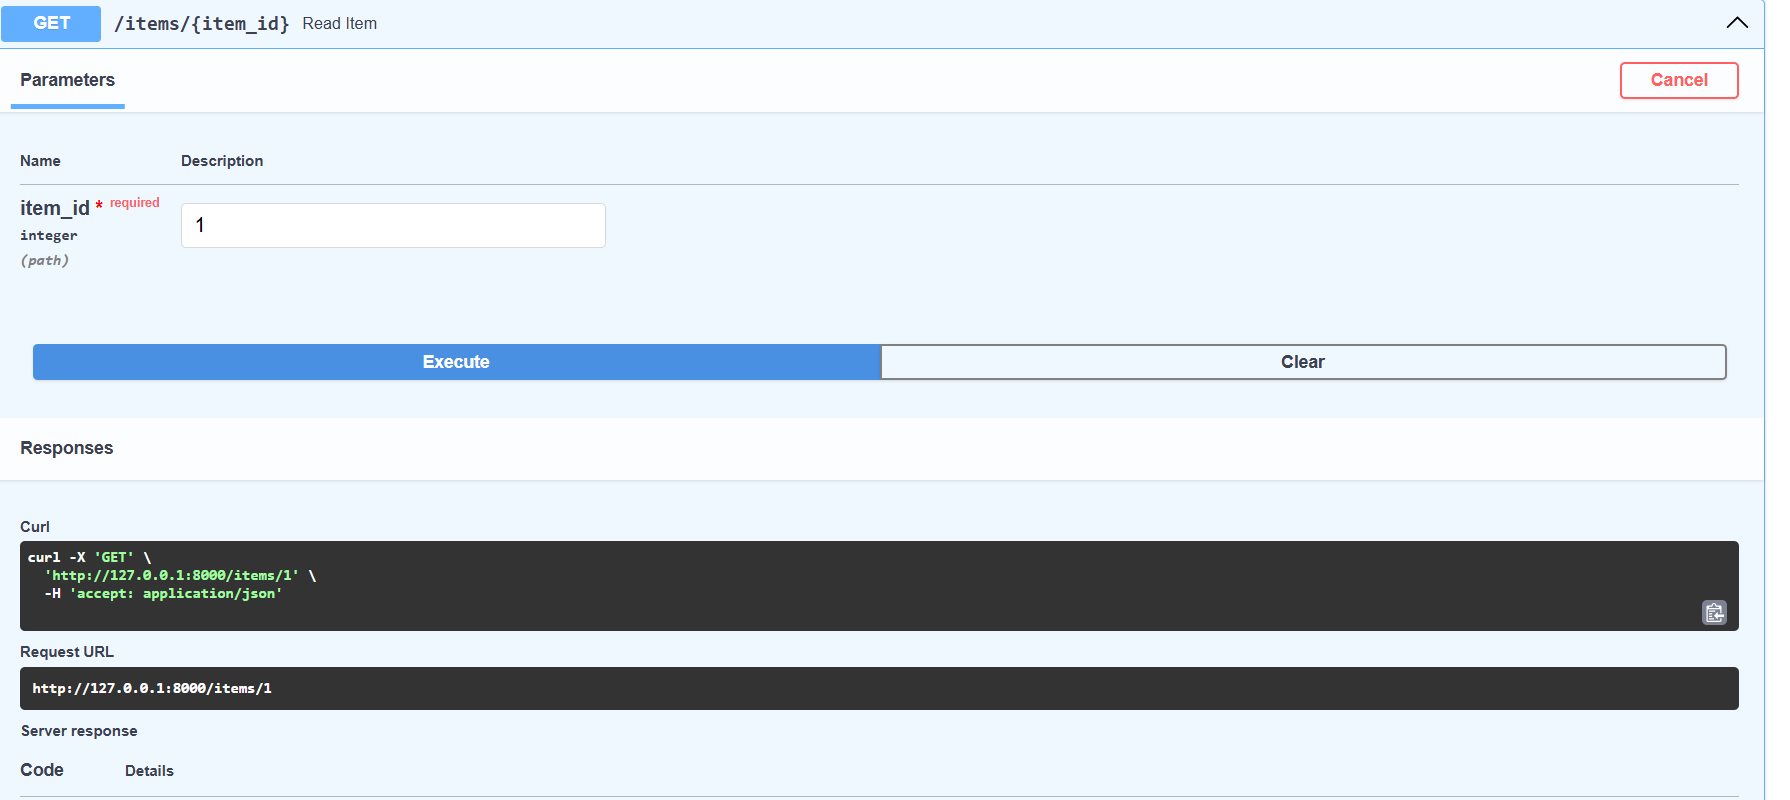 GET /items/{item_id} Read Item
Parameters Cancel
Name Description
item_id * required 1
integer
(path)
Execute Clear
Responses
Curl
curl -X 'GET' \
  'http://127.0.0.1:8000/items/1' \
  -H 'accept: application/json'
Request URL
http://127.0.0.1:8000/items/1
Server response
Code Details